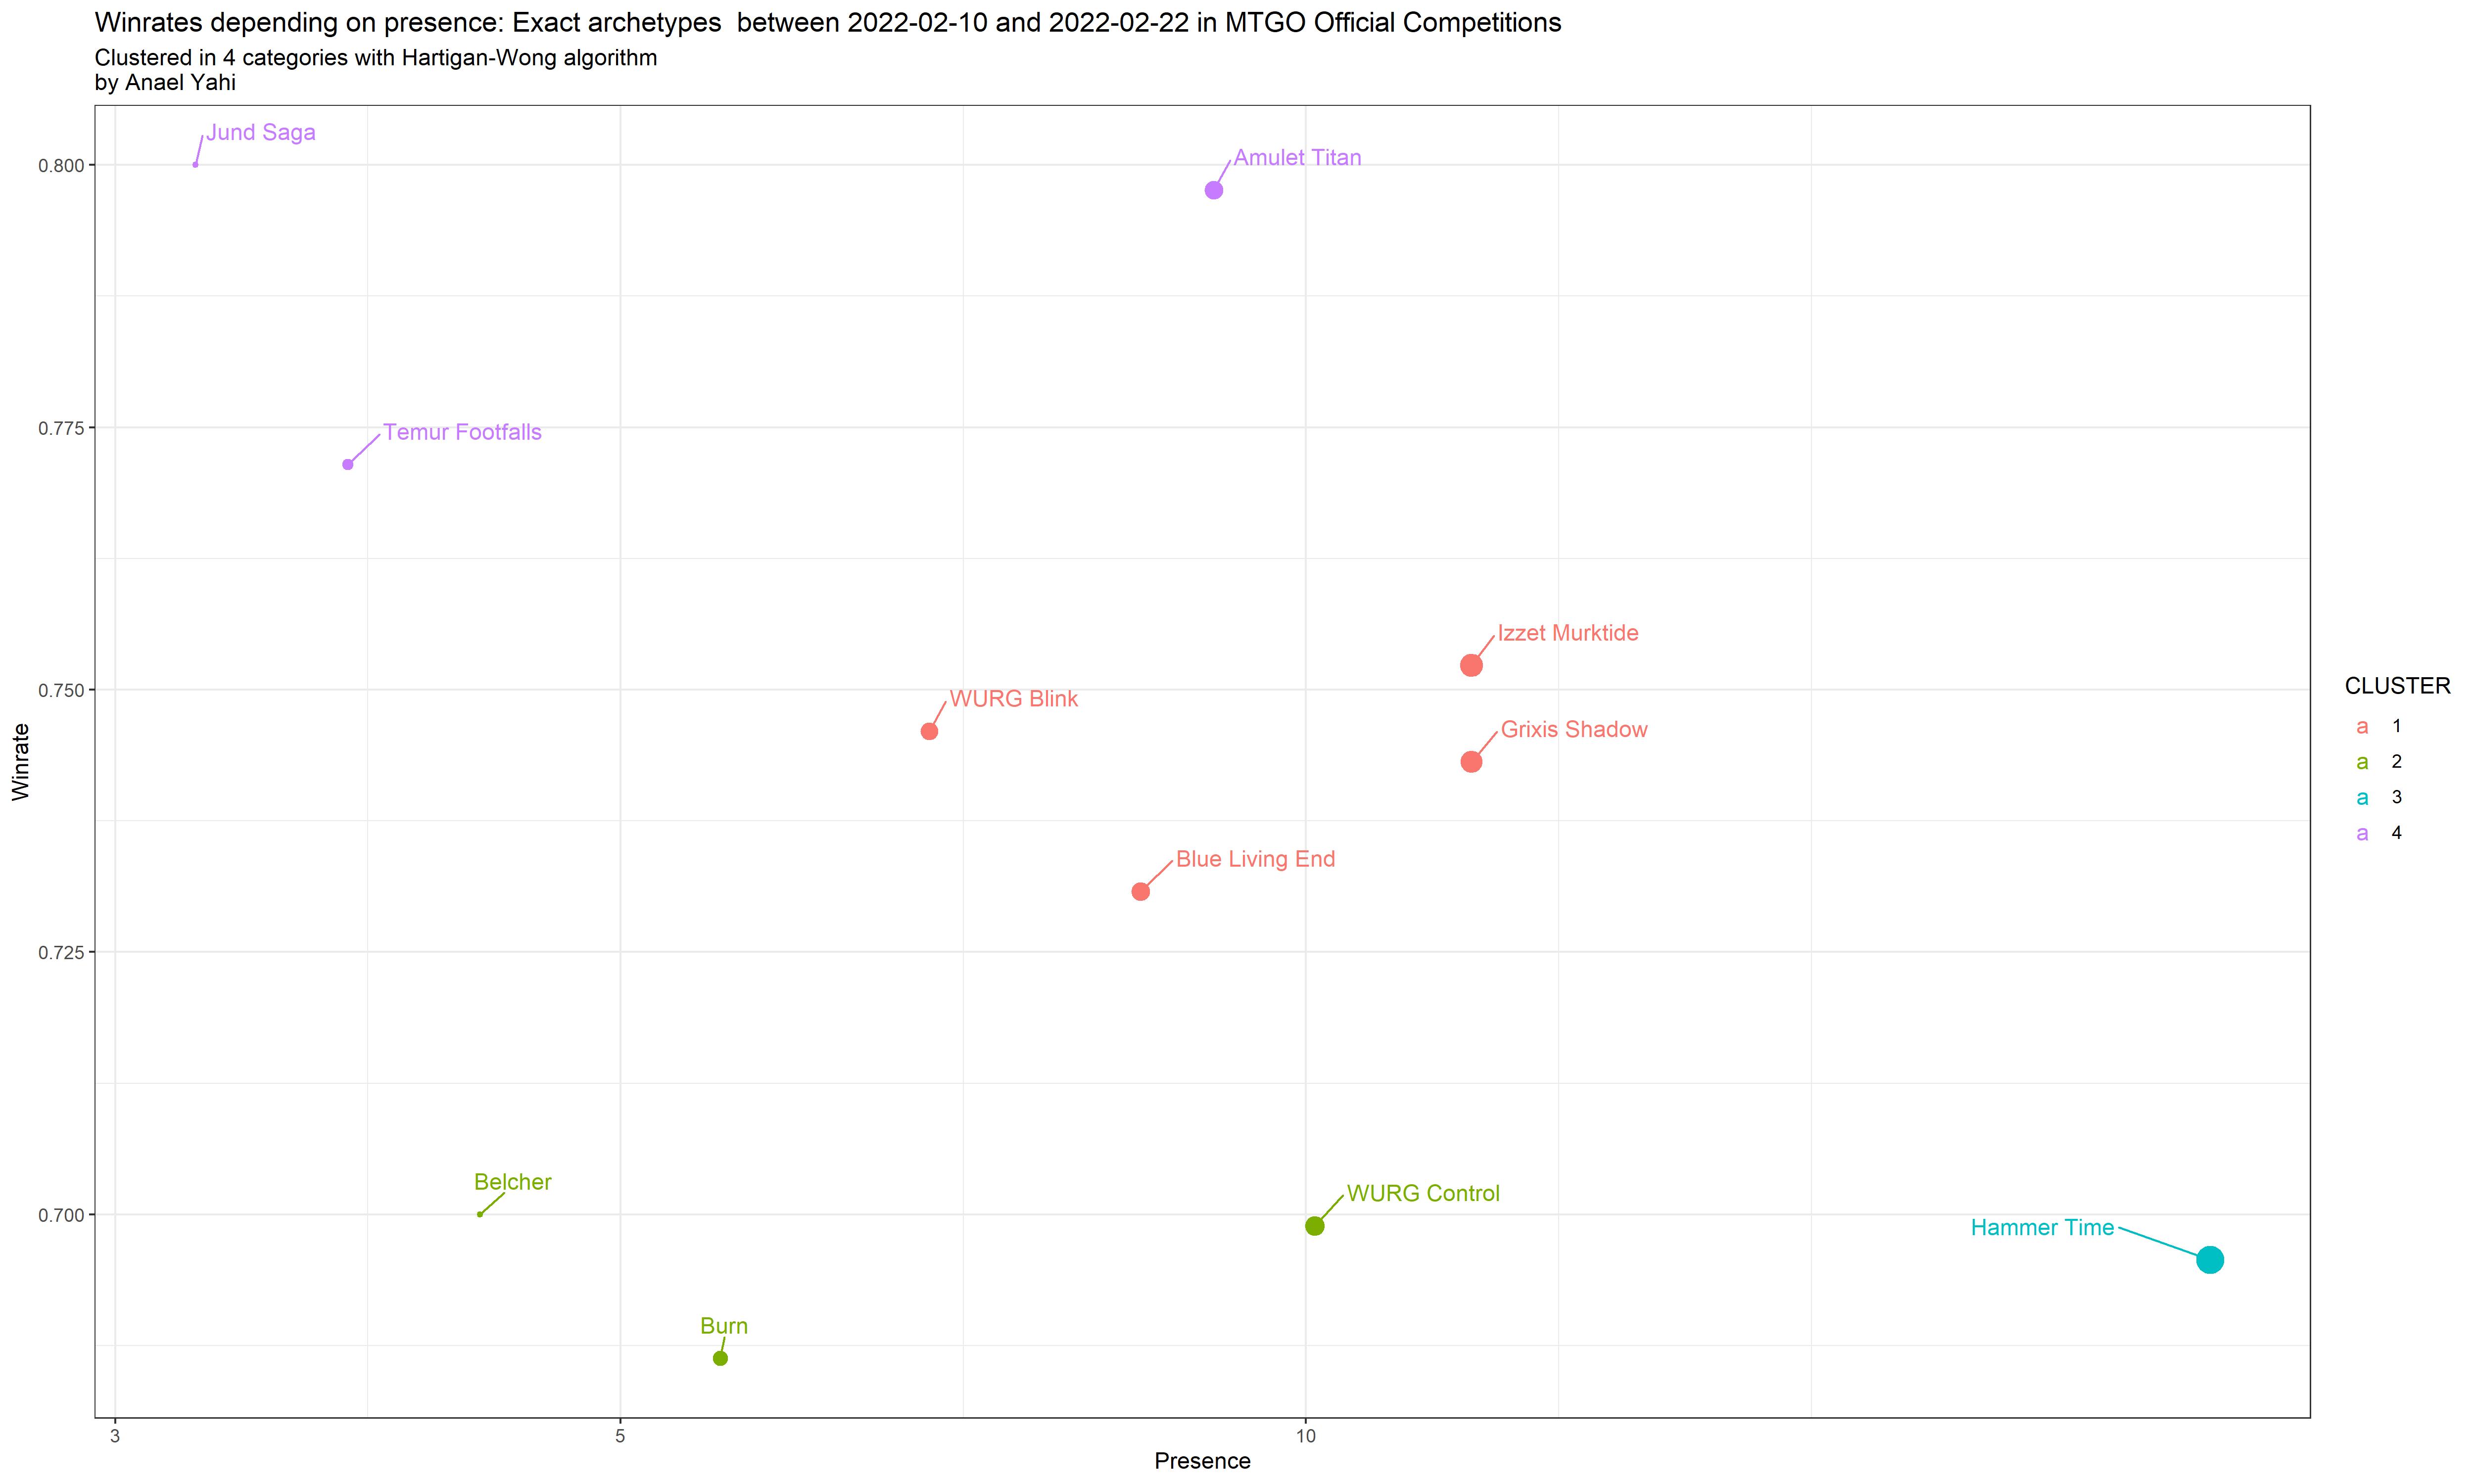 Winrates depending on presence: Exact archetypes  between 2022-02-10 and 2022-02-22 in MTGO Official Competitions
Clustered in 4 categories with Hartigan-Wong algorithm
by Anael Yahi
Jund Saga
Amulet Titan
0.800
Temur Footfalls
0.775
Izzet Murktide
WURG Blink
0.750
Grixis Shadow
Blue Living End
0.725
Belcher
WURG Control
0.700
Hammer Time
Burn
Winrate
3
5
10
Presence
CLUSTER
a 1
a 2
a 3
a 4